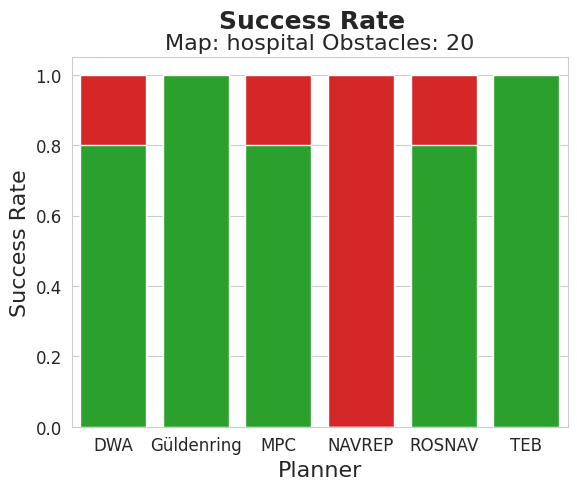 Success Rate
Map: hospital Obstacles: 20
1.0
0.8
0.6
0.4
0.2
0.0
Success Rate
DWA Güldenring MPC NAVREP ROSNAV TEB
Planner